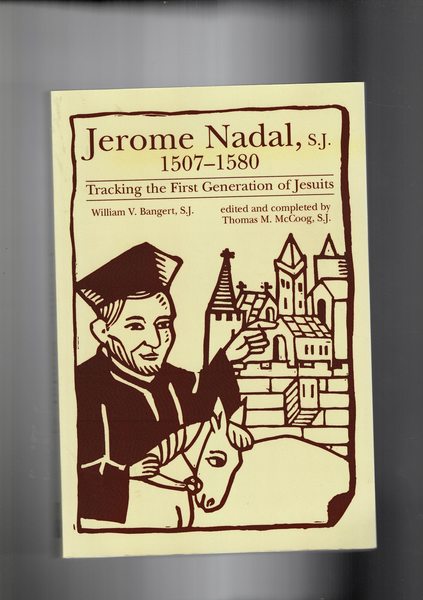 Jerome Nadal, S.J.
1507–1580
Tracking the First Generation of Jesuits
William V. Bangert, S.J.
edited and completed by
Thomas M. McCoog, S.J.